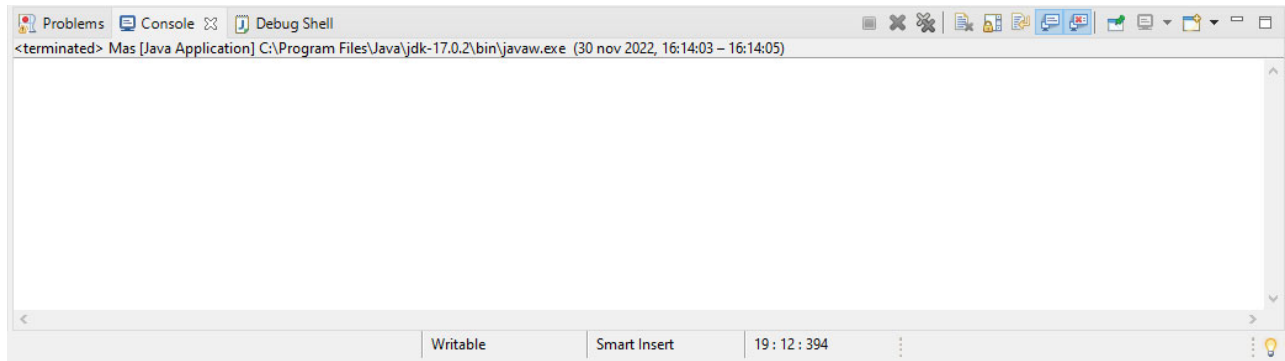 Problems Console Debug Shell
<terminated> Mas [Java Application] C:\Program Files\Java\jdk-17.0.2\bin\javaw.exe (30 nov 2022, 16:14:03 – 16:14:05)
Writable Smart Insert 19 : 12 : 394